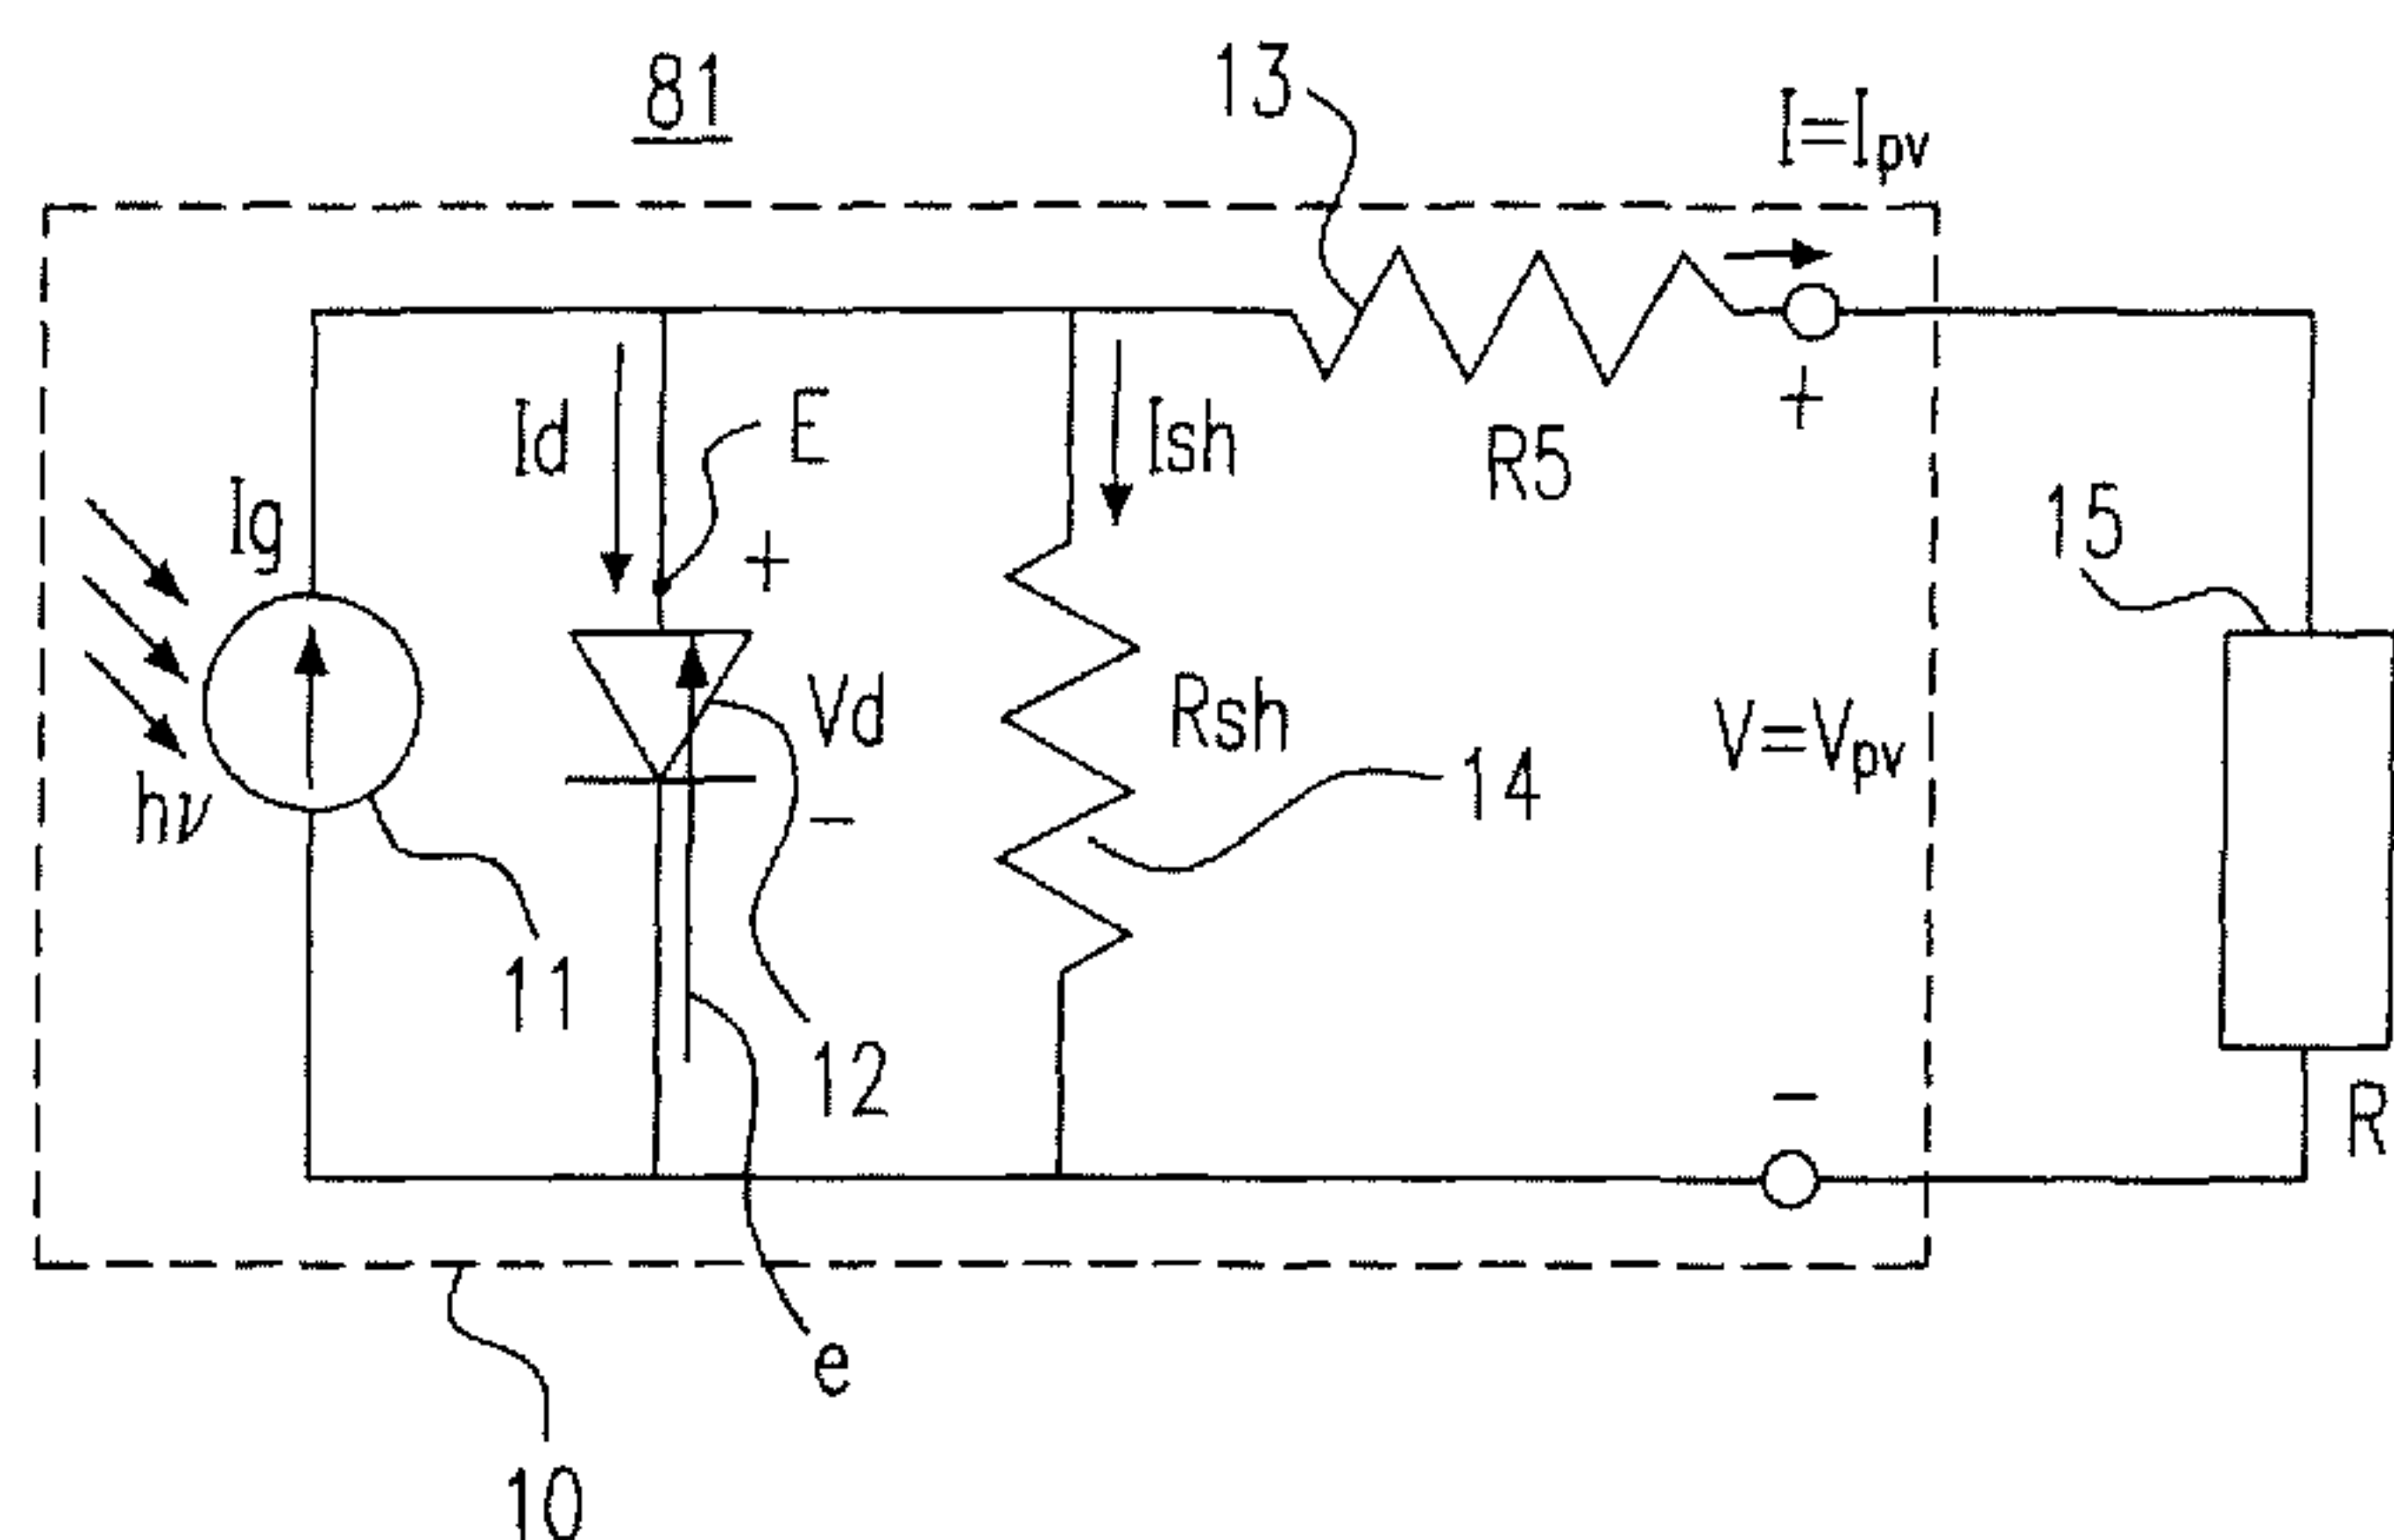 81
13
I=Ipv
Id
E
Ish
R5
+
Ig
+
15
Vd
Rsh
V=Vpv
hν
14
−
11
12
−
R
e
10